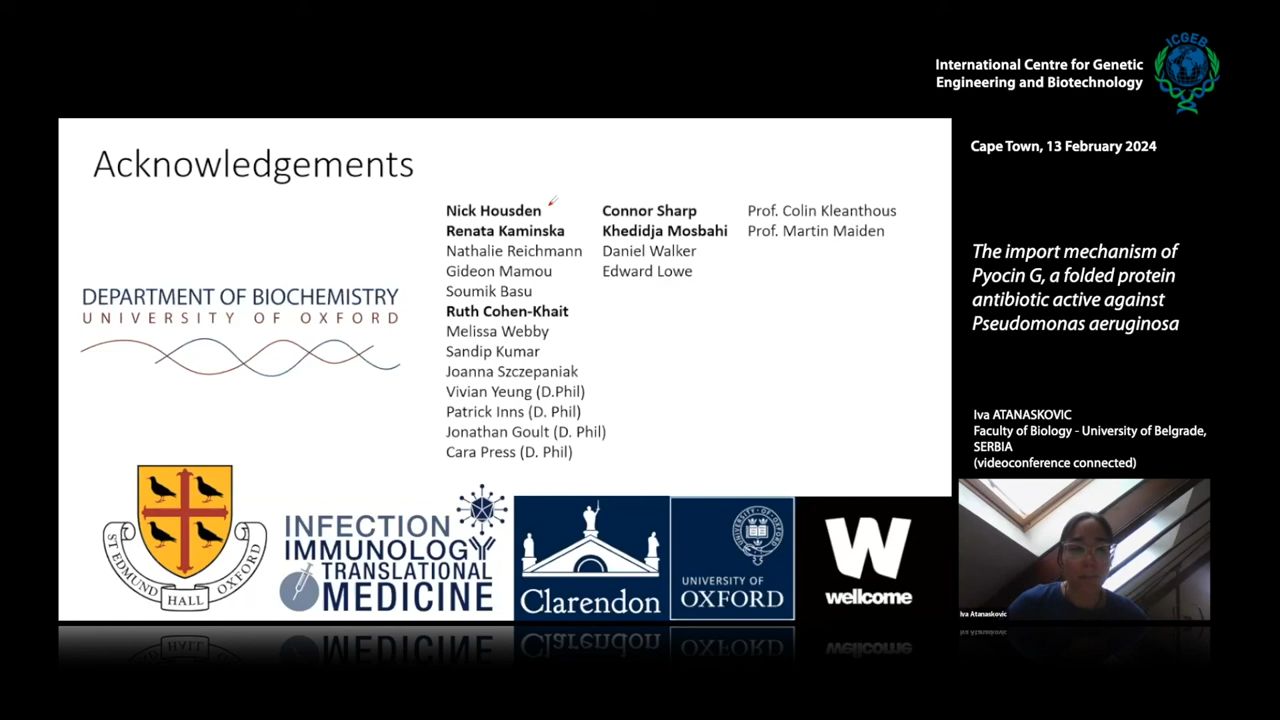 International Centre for Genetic
Engineering and Biotechnology
ICGEB
Cape Town, 13 February 2024
Acknowledgements
Nick Housden
Renata Kaminska
Nathalie Reichmann
Gideon Mamou
Soumik Basu
Ruth Cohen-Khait
Melissa Webby
Sandip Kumar
Joanna Szczepaniak
Vivian Yeung (D.Phil)
Patrick Inns (D. Phil)
Jonathan Goult (D. Phil)
Cara Press (D. Phil)
Connor Sharp
Khedidja Mosbahi
Daniel Walker
Edward Lowe
Prof. Colin Kleanthous
Prof. Martin Maiden
DEPARTMENT OF BIOCHEMISTRY
UNIVERSITY OF OXFORD
The import mechanism of
Pyocin G, a folded protein
antibiotic active against
Pseudomonas aeruginosa
Iva ATANASKOVIC
Faculty of Biology - University of Belgrade,
SERBIA
(videoconference connected)
ST EDMUND HALL OXFORD
INFECTION
IMMUNOLOGY
TRANSLATIONAL
MEDICINE
Clarendon
UNIVERSITY OF
OXFORD
W
wellcome
Iva Atanaskovic